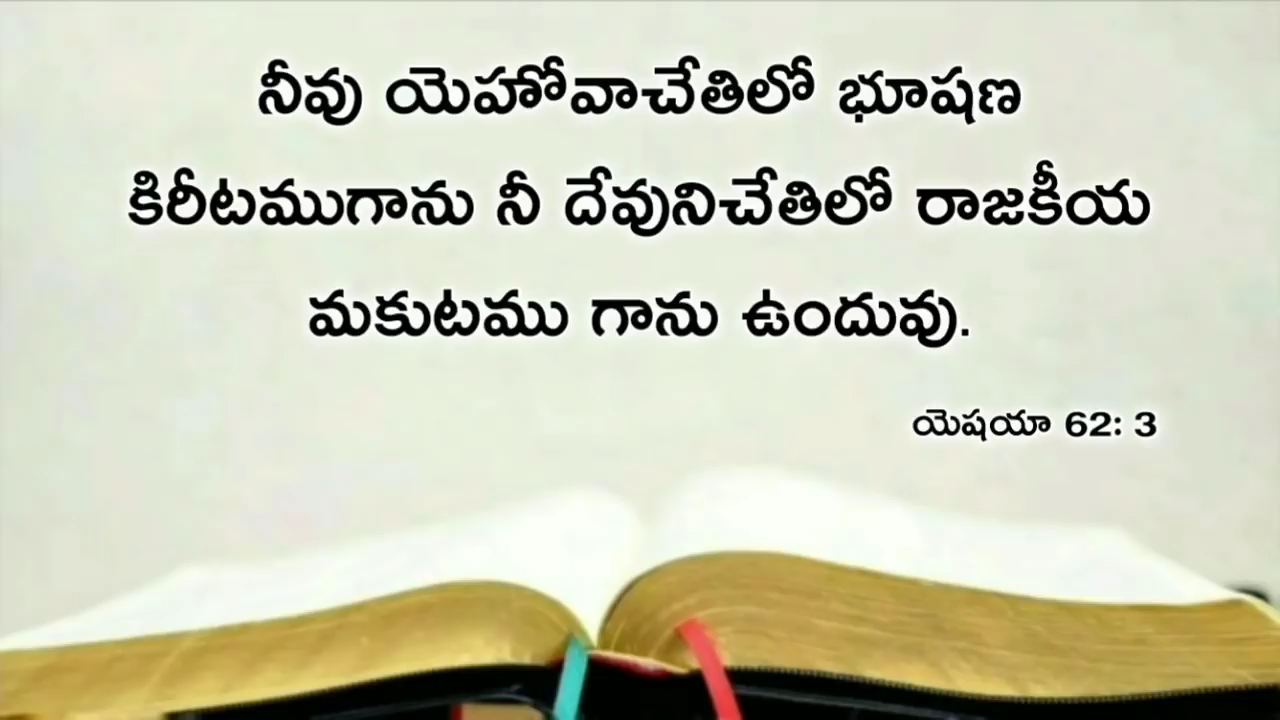 నీవు యెహోవాచేతిలో భూషణ
కిరీటముగాను నీ దేవునిచేతిలో రాజకీయ
మకుటము గాను ఉందువు.
యెషయా 62: 3